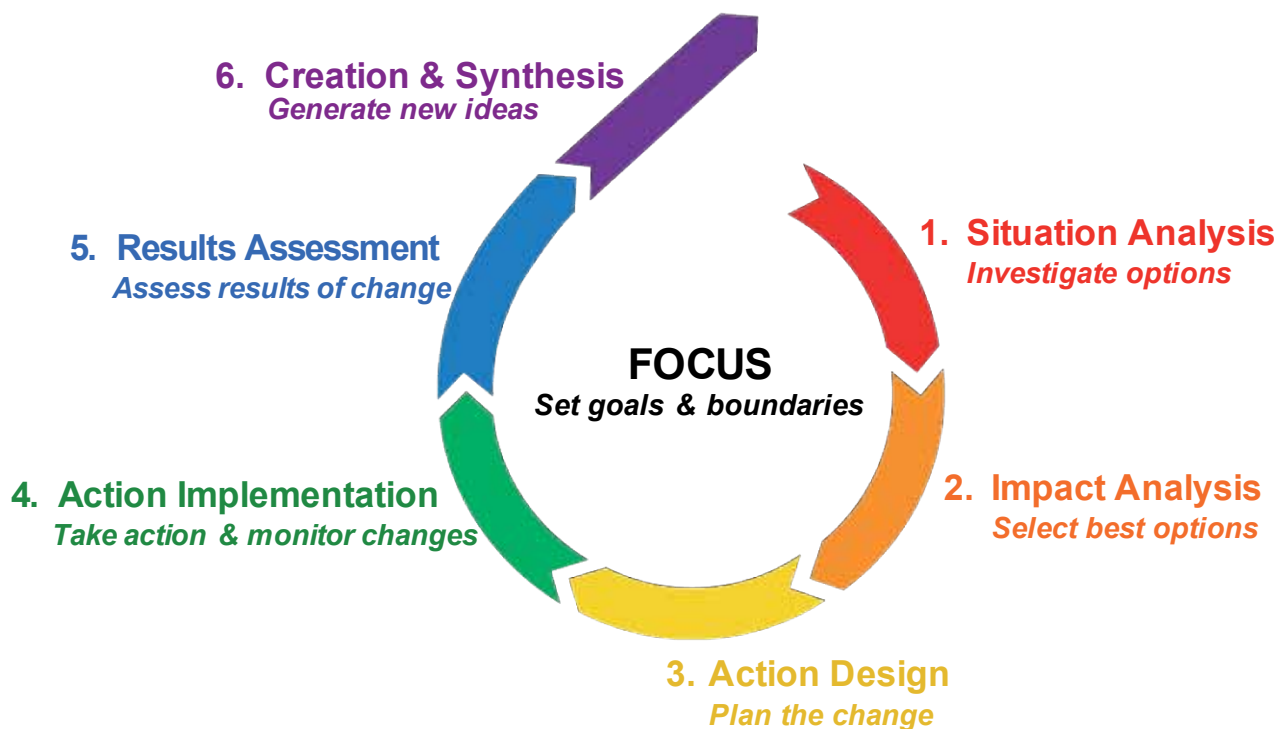 FOCUS
Set goals & boundaries
1. Situation Analysis
Investigate options
2. Impact Analysis
Select best options
3. Action Design
Plan the change
4. Action Implementation
Take action & monitor changes
5. Results Assessment
Assess results of change
6. Creation & Synthesis
Generate new ideas